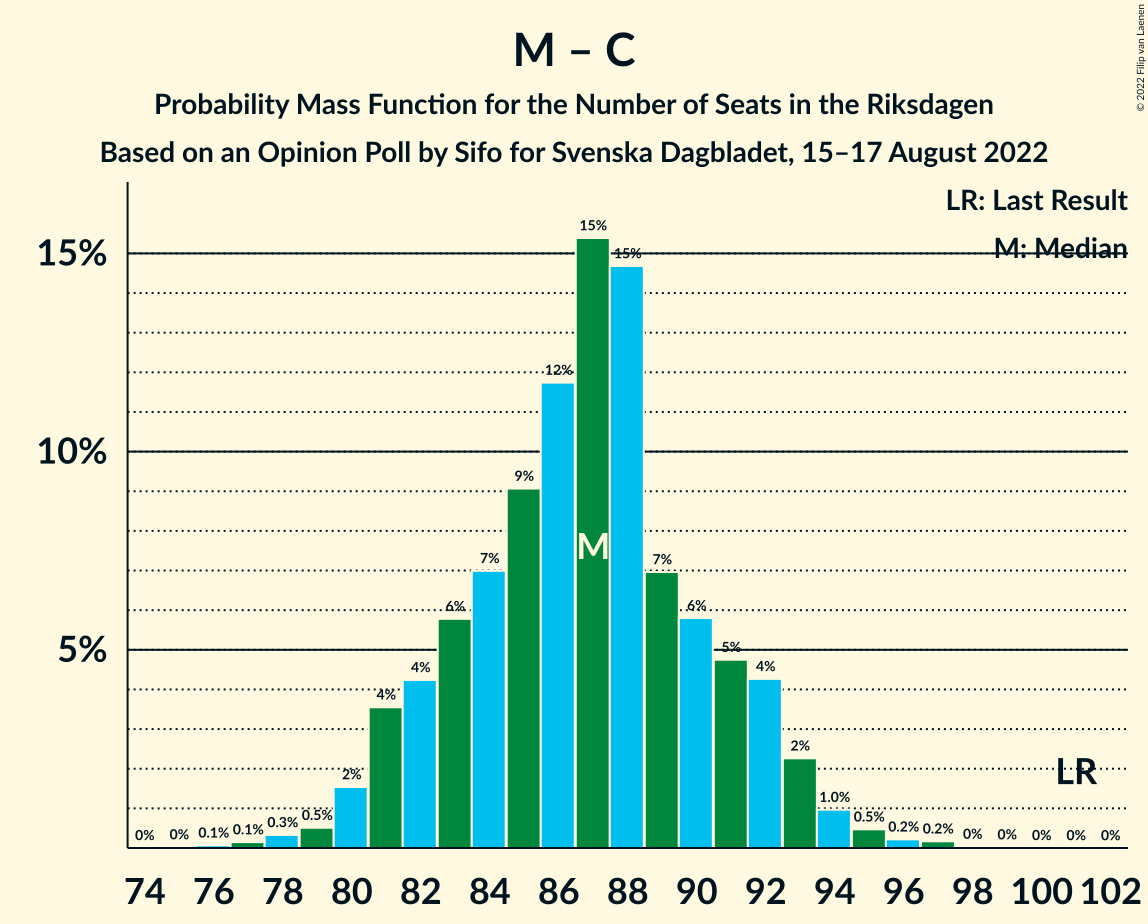 M – C
Probability Mass Function for the Number of Seats in the Riksdagen
Based on an Opinion Poll by Sifo for Svenska Dagbladet, 15–17 August 2022
© 2022 Filip van Laenen
LR: Last Result
M: Median
15%
10%
5%
0% 0% 0.1% 0.1% 0.3% 0.5% 2% 4% 4% 6% 7% 9% 12% 15% 15% 7% 6% 5% 4% 2% 1.0% 0.5% 0.2% 0.2% 0% 0% 0% 0% 0%
M
LR
74 76 78 80 82 84 86 88 90 92 94 96 98 100 102